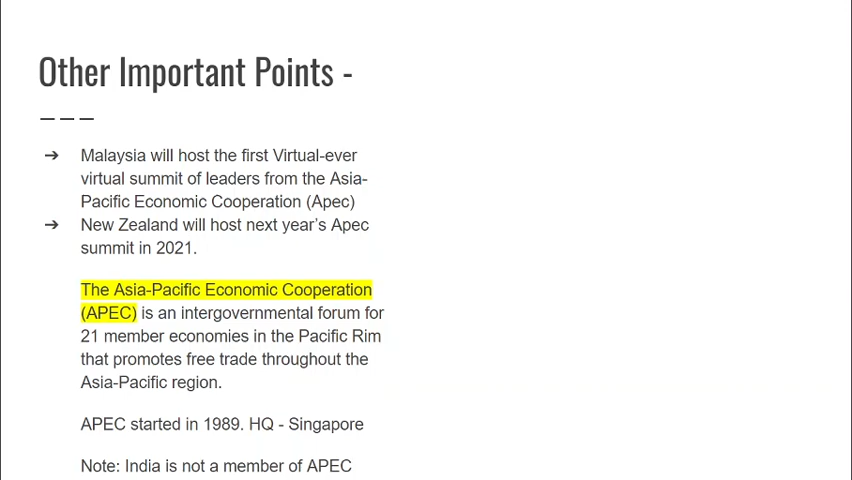 Other Important Points -
➔ Malaysia will host the first Virtual-ever
virtual summit of leaders from the Asia-
Pacific Economic Cooperation (Apec)
➔ New Zealand will host next year’s Apec
summit in 2021.
The Asia-Pacific Economic Cooperation
(APEC) is an intergovernmental forum for
21 member economies in the Pacific Rim
that promotes free trade throughout the
Asia-Pacific region.
APEC started in 1989. HQ - Singapore
Note: India is not a member of APEC